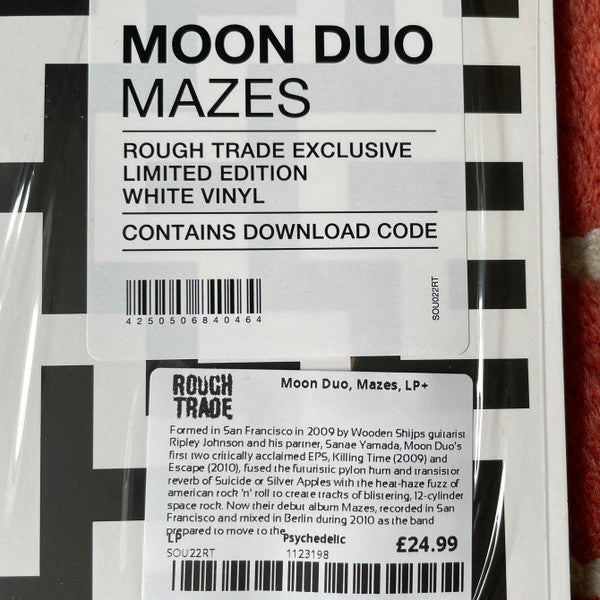 MOON DUO
MAZES
ROUGH TRADE EXCLUSIVE
LIMITED EDITION
WHITE VINYL
CONTAINS DOWNLOAD CODE
4250506840464
SOU022RT
ROUGH
TRADE
Moon Duo, Mazes, LP+
Formed in San Francisco in 2009 by Wooden Shijps guitarist
Ripley Johnson and his partner, Sanae Yamada, Moon Duo's
first two critically acclaimed EPS, Killing Time (2009) and
Escape (2010), fused the futuristic pylon hum and transistor
reverb of Suicide or Silver Apples with the heat-haze fuzz of
american rock 'n' roll to create tracks of blistering, 12-cylinder
space rock. Now their debut album Mazes, recorded in San
Francisco and mixed in Berlin during 2010 as the band
prepared to move to the
LP Psychedelic
SOU22RT 1123198 £24.99